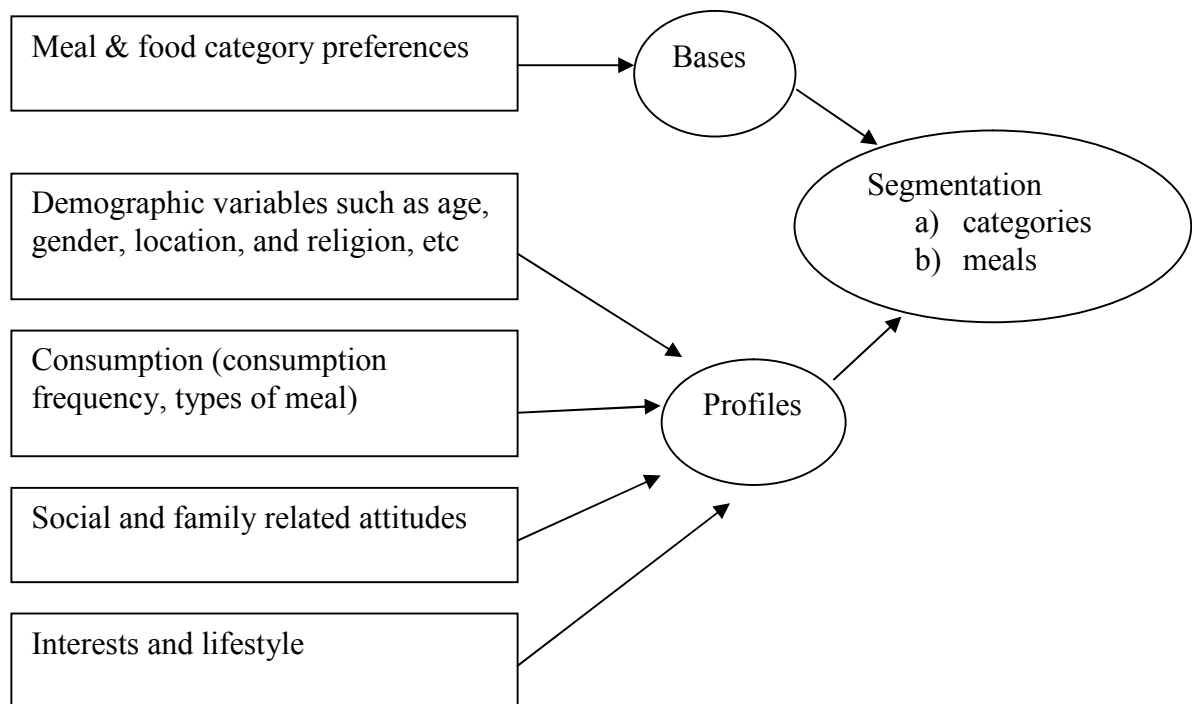 Meal & food category preferences
Bases
Segmentation
a) categories
b) meals
Demographic variables such as age,
gender, location, and religion, etc
Consumption (consumption
frequency, types of meal)
Profiles
Social and family related attitudes
Interests and lifestyle